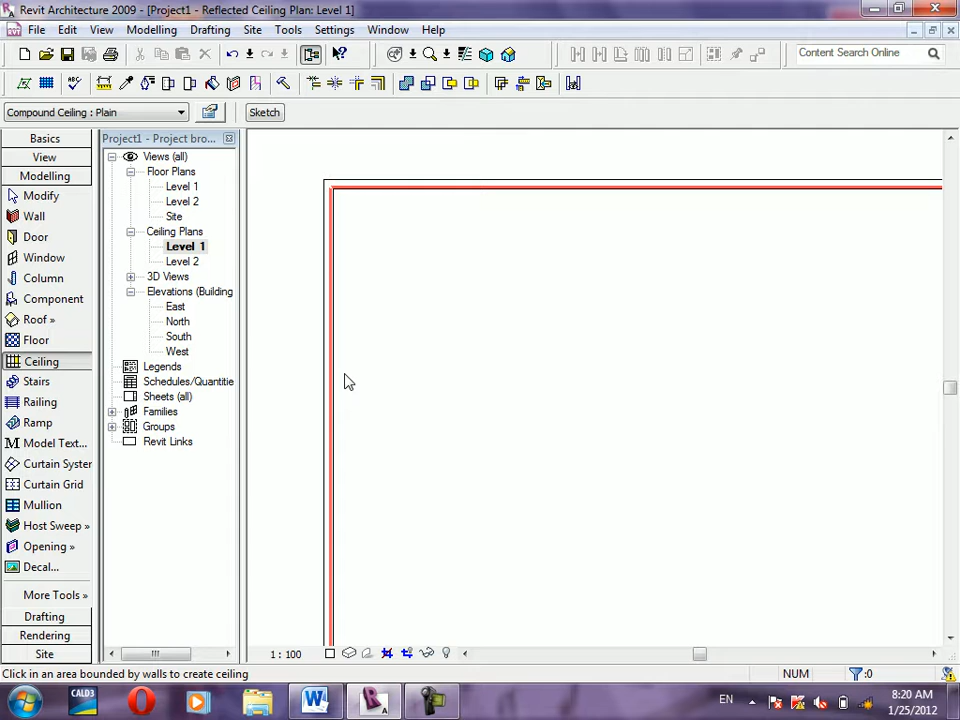 Revit Architecture 2009 - [Project1 - Reflected Ceiling Plan: Level 1]
File Edit View Modelling Drafting Site Tools Settings Window Help
Content Search Online
Compound Ceiling : Plain
Sketch
Basics
View
Modelling
Modify
Wall
Door
Window
Column
Component
Roof »
Floor
Ceiling
Stairs
Railing
Ramp
Model Text...
Curtain Syster
Curtain Grid
Mullion
Host Sweep »
Opening »
Decal...
More Tools »
Drafting
Rendering
Site
Project1 - Project bro...
Views (all)
Floor Plans
Level 1
Level 2
Site
Ceiling Plans
Level 1
Level 2
3D Views
Elevations (Building
East
North
South
West
Legends
Schedules/Quantitie
Sheets (all)
Families
Groups
Revit Links
1 : 100
Click in an area bounded by walls to create ceiling
NUM
:0
CALD3
EN
8:20 AM
1/25/2012